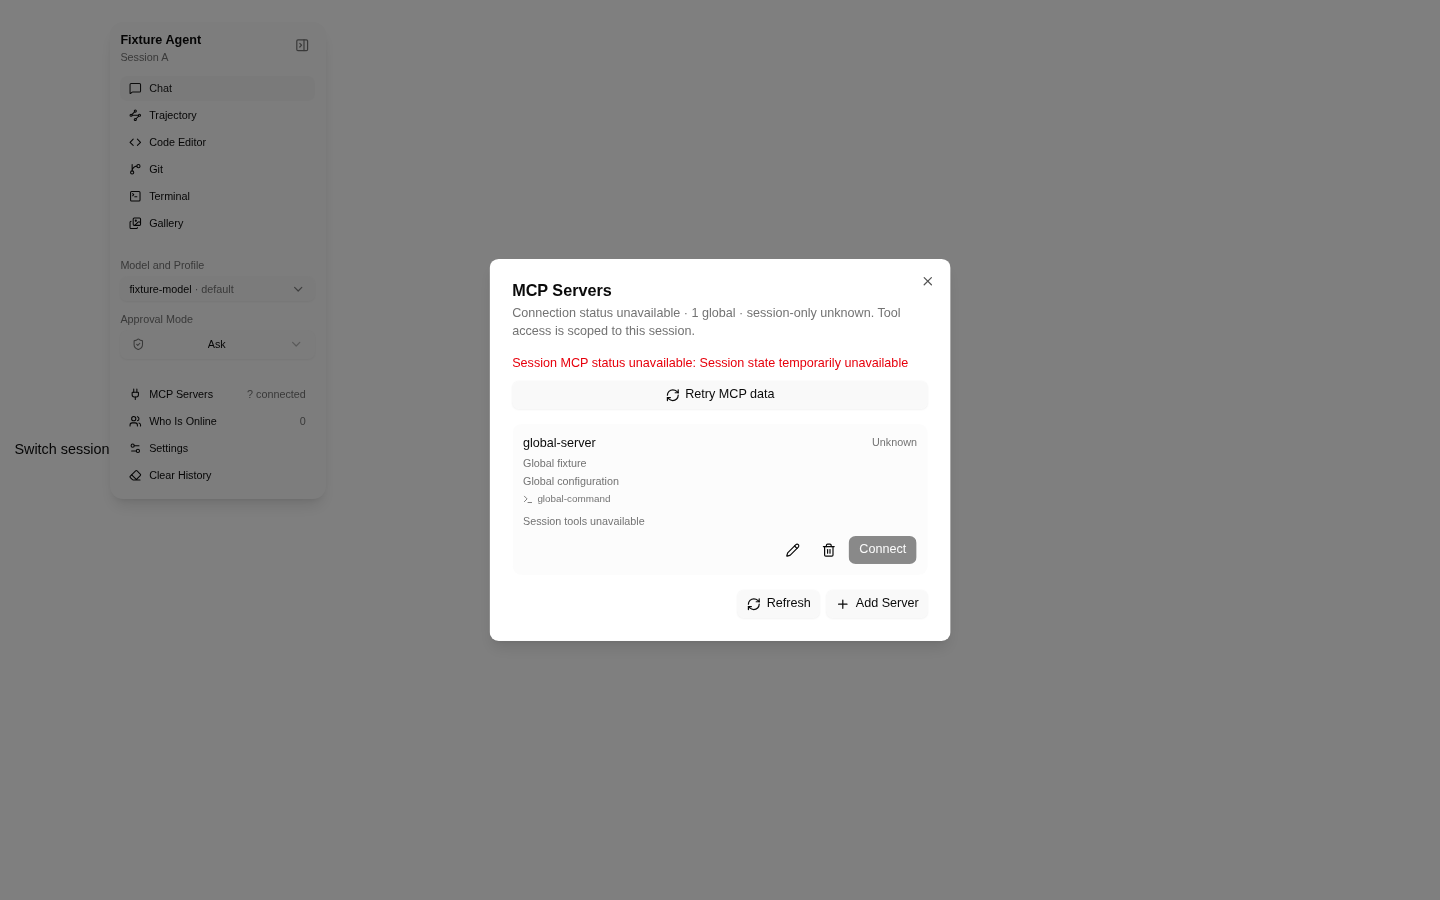 Fixture Agent
Session A
Chat
Trajectory
Code Editor
Git
Terminal
Gallery
Model and Profile
fixture-model · default
Approval Mode
Ask
MCP Servers ? connected
Who Is Online 0
Switch session
Settings
Clear History
MCP Servers
Connection status unavailable · 1 global · session-only unknown. Tool
access is scoped to this session.
Session MCP status unavailable: Session state temporarily unavailable
Retry MCP data
global-server Unknown
Global fixture
Global configuration
global-command
Session tools unavailable
Connect
Refresh Add Server